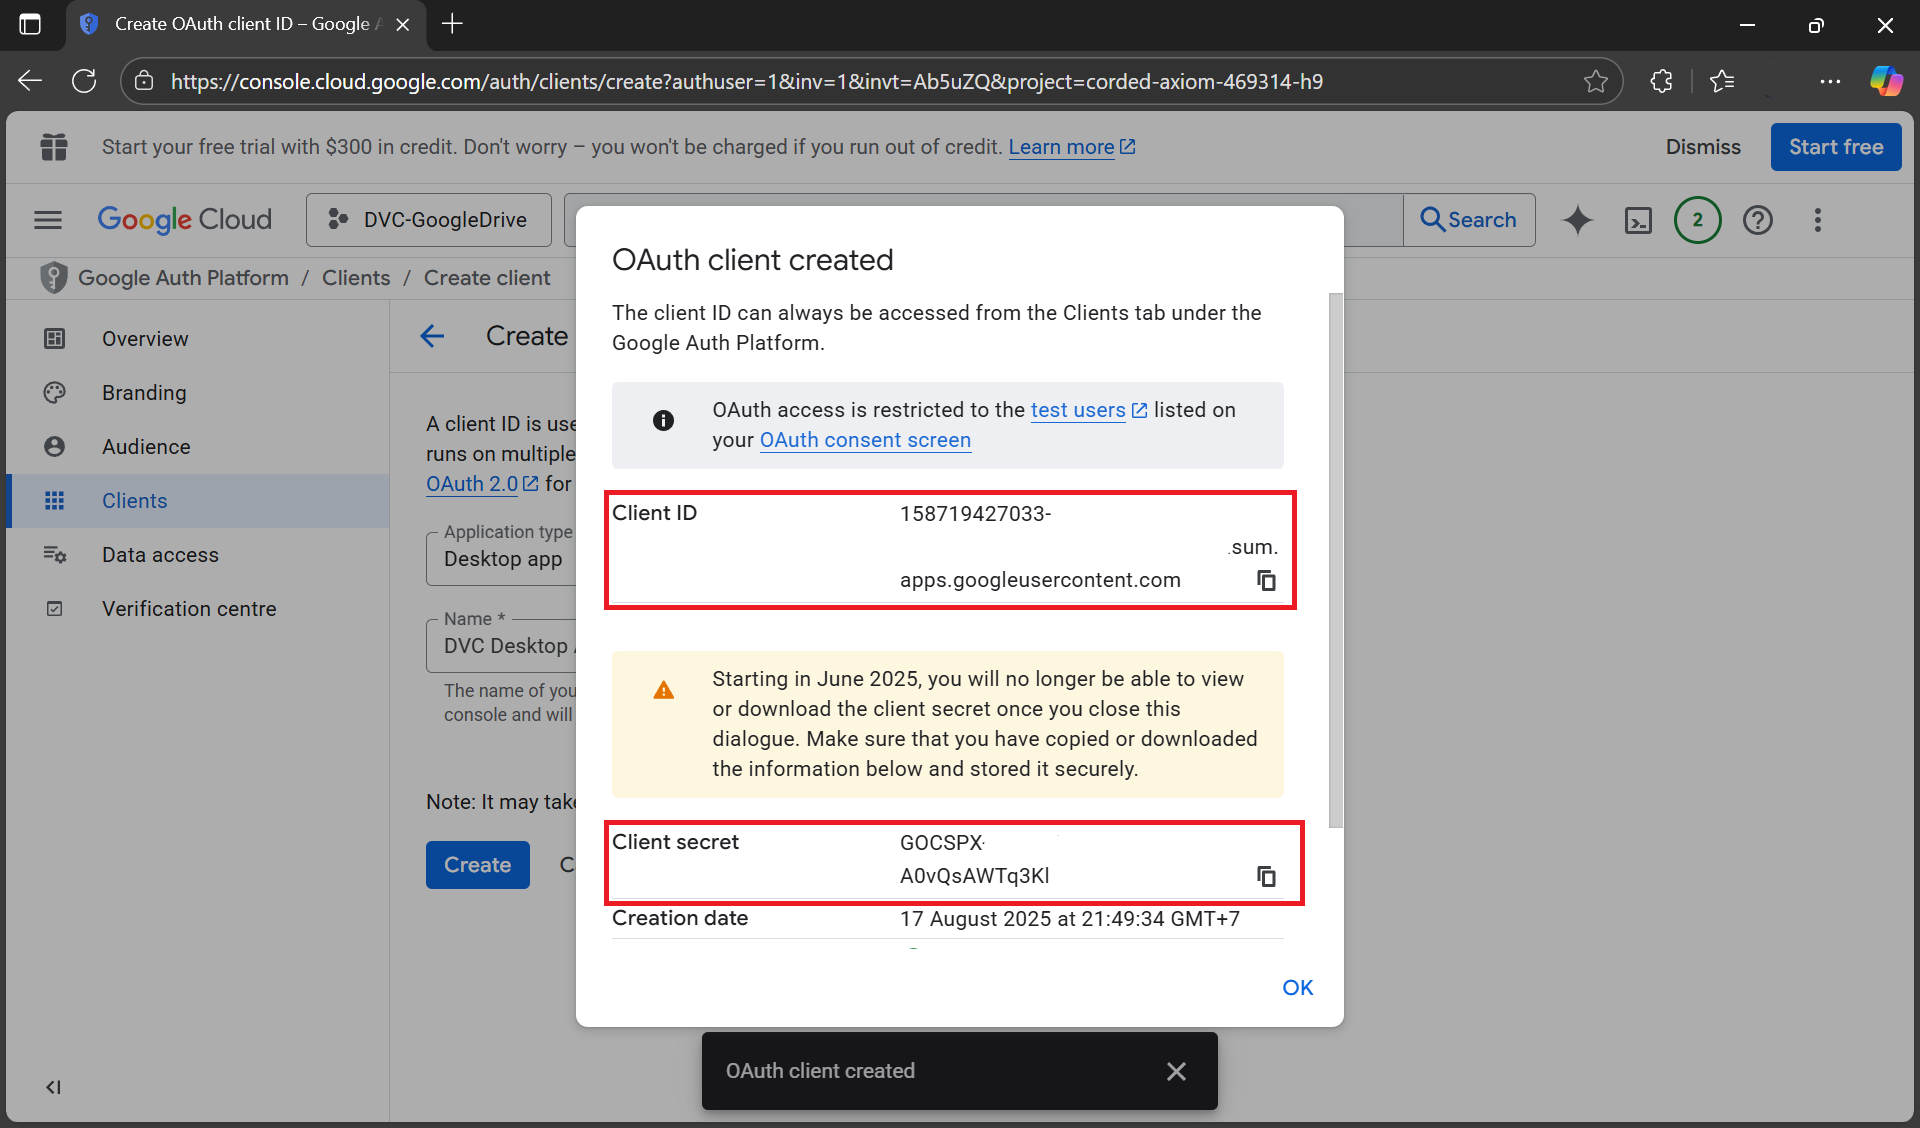 Create OAuth client ID – Google A
https://console.cloud.google.com/auth/clients/create?authuser=1&inv=1&invt=Ab5uZQ&project=corded-axiom-469314-h9
Start your free trial with $300 in credit. Don't worry – you won't be charged if you run out of credit. Learn more
Dismiss
Start free
Google Cloud
DVC-GoogleDrive
Search
2
Google Auth Platform / Clients / Create client
Overview
Branding
Audience
Clients
Data access
Verification centre
Create
A client ID is use
runs on multiple
OAuth 2.0 for
Application type
Desktop app
Name *
DVC Desktop
The name of you
console and will
Note: It may take
Create
C
OAuth client created
The client ID can always be accessed from the Clients tab under the
Google Auth Platform.
OAuth access is restricted to the test users listed on
your OAuth consent screen
Client ID
158719427033-
.sum.
apps.googleusercontent.com
Starting in June 2025, you will no longer be able to view
or download the client secret once you close this
dialogue. Make sure that you have copied or downloaded
the information below and stored it securely.
Client secret
GOCSPX-
A0vQsAWTq3Kl
Creation date
17 August 2025 at 21:49:34 GMT+7
OK
OAuth client created